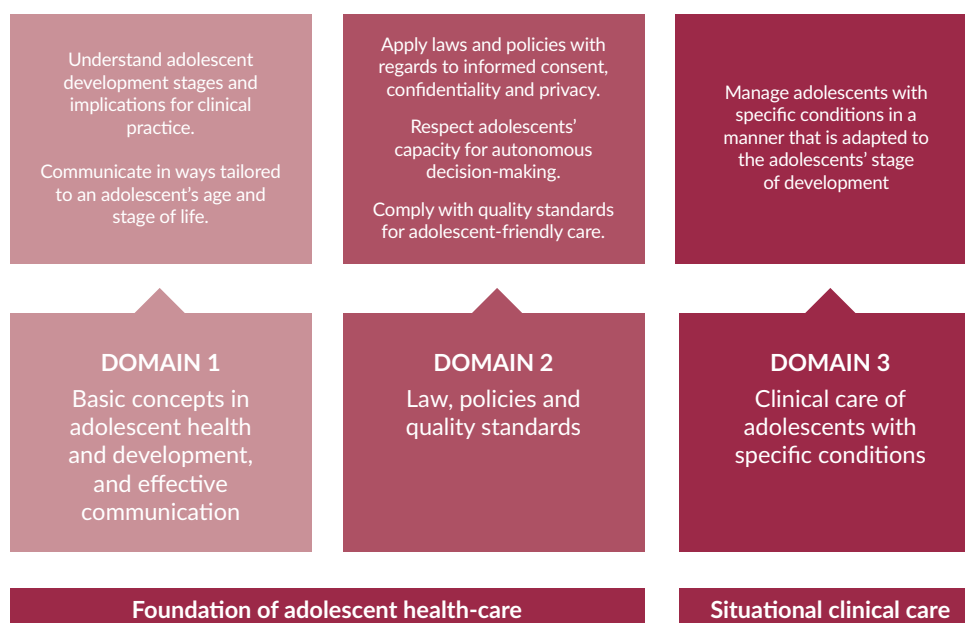 Understand adolescent
development stages and
implications for clinical
practice.
Communicate in ways tailored
to an adolescent's age and
stage of life.
Apply laws and policies with
regards to informed consent,
confidentiality and privacy.
Respect adolescents'
capacity for autonomous
decision-making.
Comply with quality standards
for adolescent-friendly care.
Manage adolescents with
specific conditions in a
manner that is adapted to
the adolescents' stage
of development
DOMAIN 1
Basic concepts in
adolescent health
and development,
and effective
communication
DOMAIN 2
Law, policies and
quality standards
DOMAIN 3
Clinical care of
adolescents with
specific conditions
Foundation of adolescent health-care
Situational clinical care